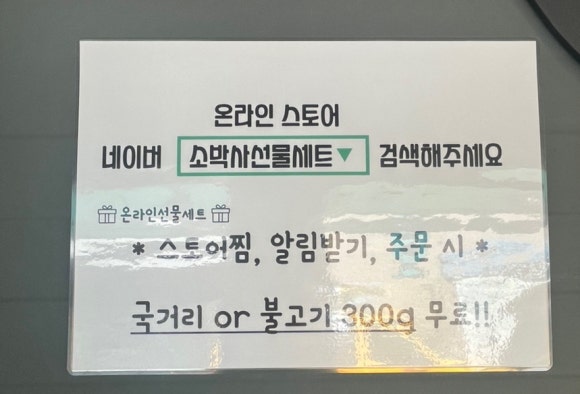 온라인 스토어
네이버 소박사선물세트▼ 검색해주세요
온라인선물세트
* 스토어찜, 알림받기, 주문 시 *
국거리 or 불고기 300g 무료!!